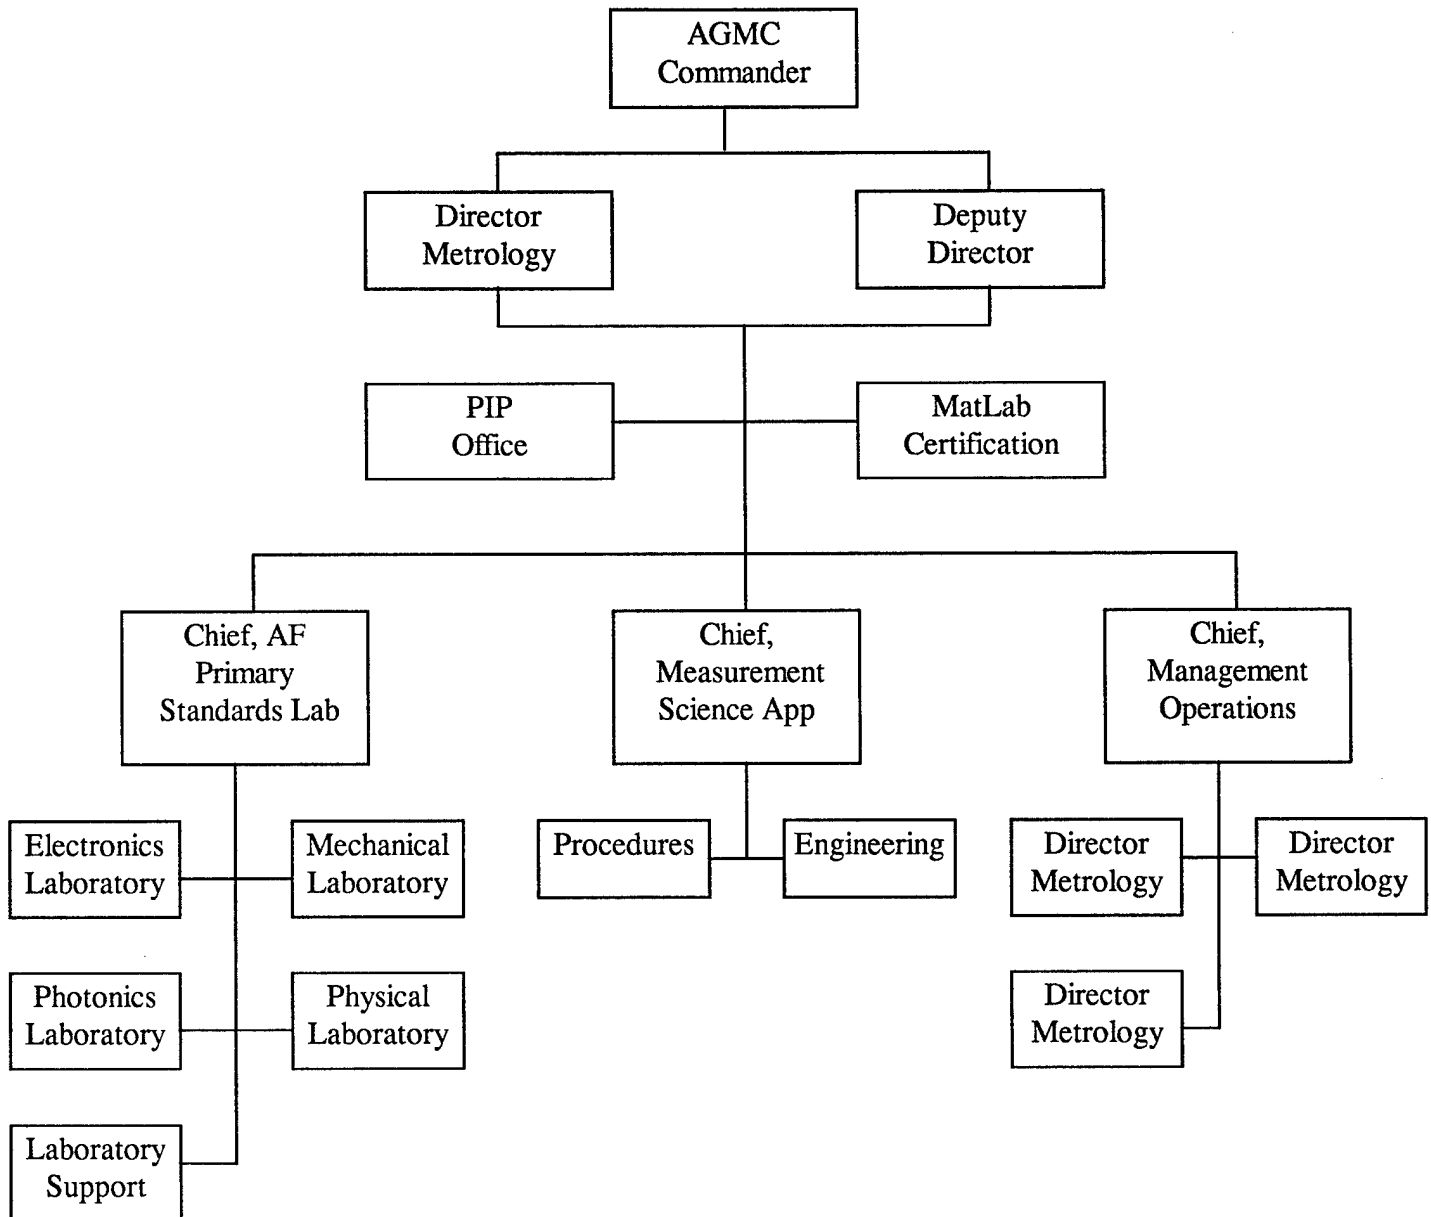 AGMC
Commander
Director
Metrology
Deputy
Director
PIP
Office
MatLab
Certification
Chief, AF
Primary
Standards Lab
Chief,
Measurement
Science App
Chief,
Management
Operations
Electronics
Laboratory
Mechanical
Laboratory
Procedures
Engineering
Director
Metrology
Director
Metrology
Photonics
Laboratory
Physical
Laboratory
Director
Metrology
Laboratory
Support